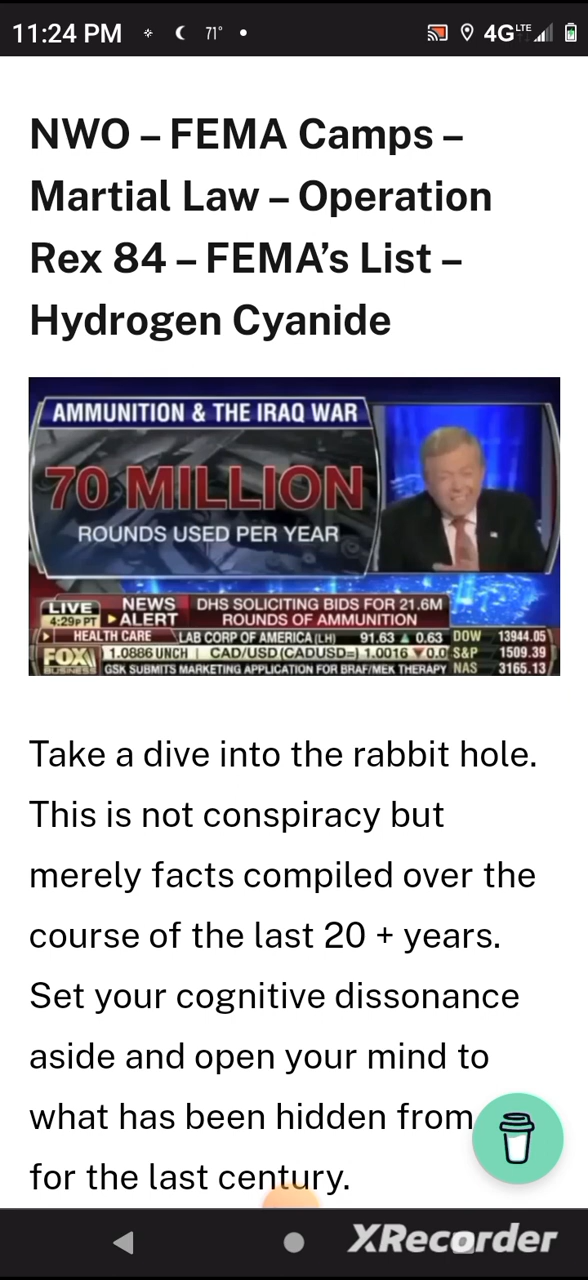 11:24 PM 71° 4G LTE
NWO – FEMA Camps –
Martial Law – Operation
Rex 84 – FEMA’s List –
Hydrogen Cyanide
AMMUNITION & THE IRAQ WAR
70 MILLION
ROUNDS USED PER YEAR
LIVE
4:29P PT
NEWS
ALERT
DHS SOLICITING BIDS FOR 21.6M
ROUNDS OF AMMUNITION
HEALTH CARE LAB CORP OF AMERICA (LH) 91.63 ▲ 0.63 DOW 13944.05
FOX 1.0886 UNCH | CAD/USD (CADUSD=) 1.0016 ▼0.0 S&P 1509.39
BUSINESS GSK SUBMITS MARKETING APPLICATION FOR BRAF/MEK THERAPY NAS 3165.13
Take a dive into the rabbit hole.
This is not conspiracy but
merely facts compiled over the
course of the last 20 + years.
Set your cognitive dissonance
aside and open your mind to
what has been hidden from
for the last century.
XRecorder